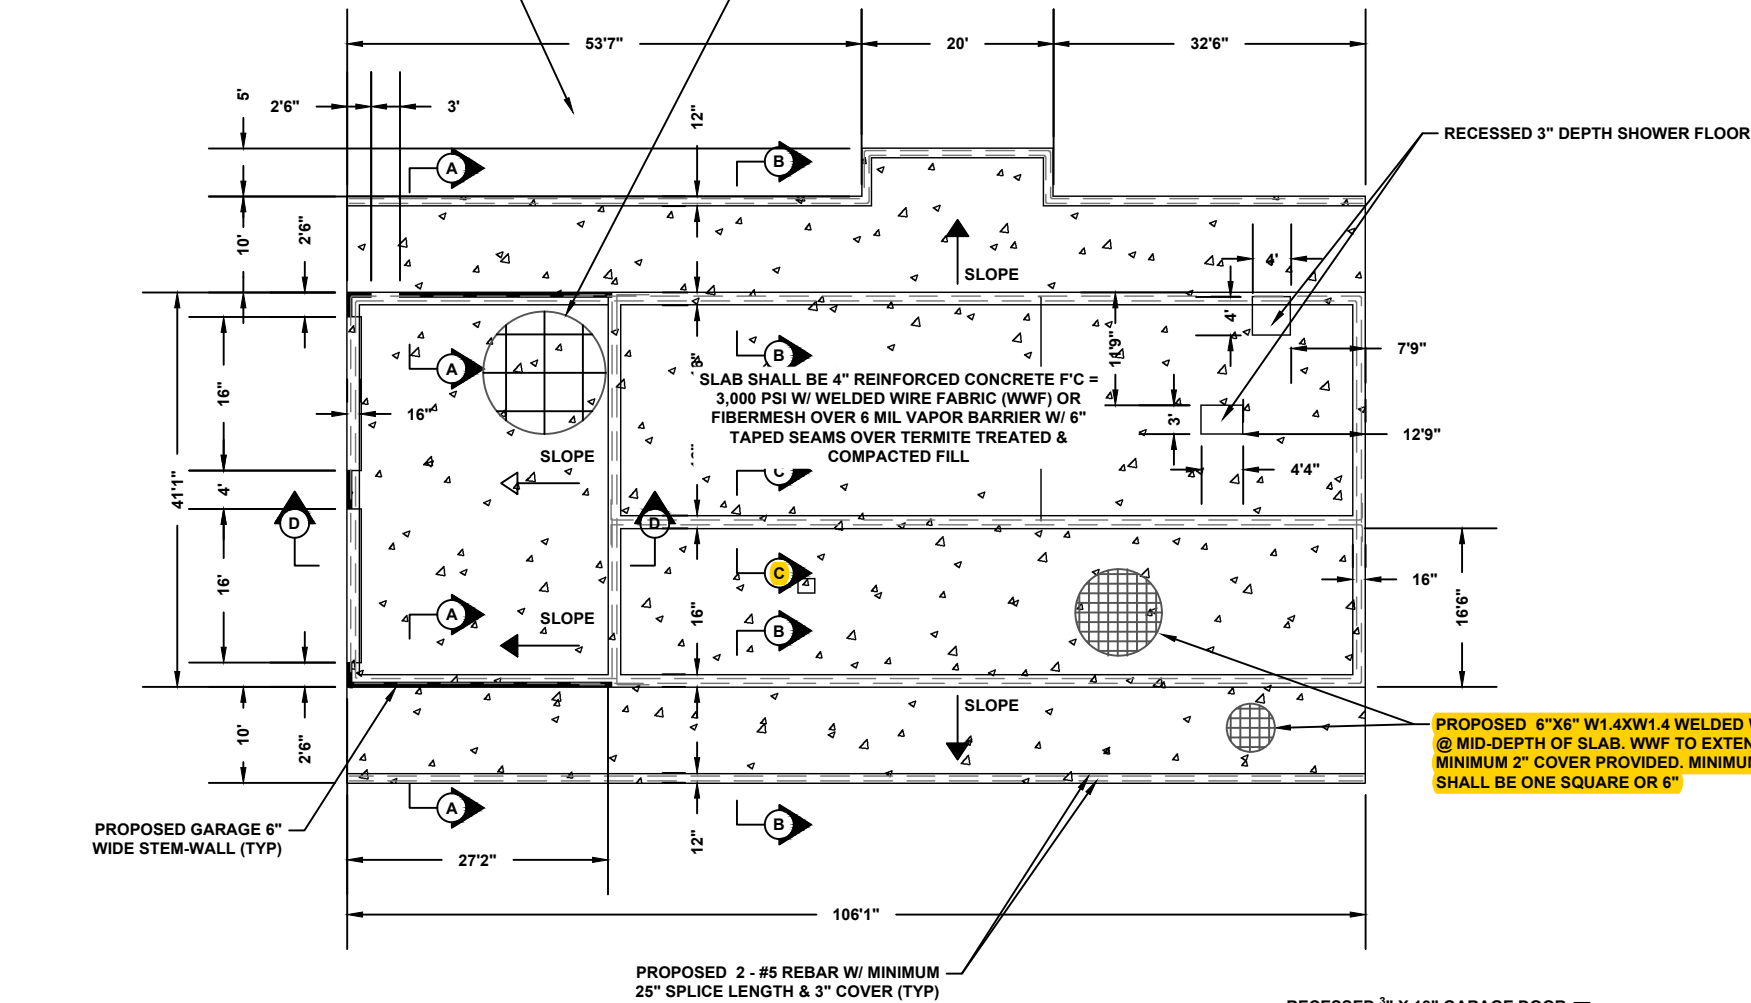 53'7"
20'
32'6"
5'
2'6"
3'
12"
RECESSED 3" DEPTH SHOWER FLOOR
A
B
10'
2'6"
SLOPE
4'
4'
11'9"
7'9"
A
B
SLAB SHALL BE 4" REINFORCED CONCRETE F'C =
3,000 PSI W/ WELDED WIRE FABRIC (WWF) OR
FIBERMESH OVER 6 MIL VAPOR BARRIER W/ 6"
TAPED SEAMS OVER TERMITE TREATED &
COMPACTED FILL
16"
16"
3'
12'9"
4'4"
SLOPE
C
41'1"
4'
D
D
16'
C
16"
16'6"
A
SLOPE
16"
B
SLOPE
10'
2'6"
PROPOSED 6"X6" W1.4XW1.4 WELDED
@ MID-DEPTH OF SLAB. WWF TO EXTEN
MINIMUM 2" COVER PROVIDED. MINIMU
SHALL BE ONE SQUARE OR 6"
A
B
12"
PROPOSED GARAGE 6"
WIDE STEM-WALL (TYP)
27'2"
106'1"
PROPOSED 2 - #5 REBAR W/ MINIMUM
25" SPLICE LENGTH & 3" COVER (TYP)